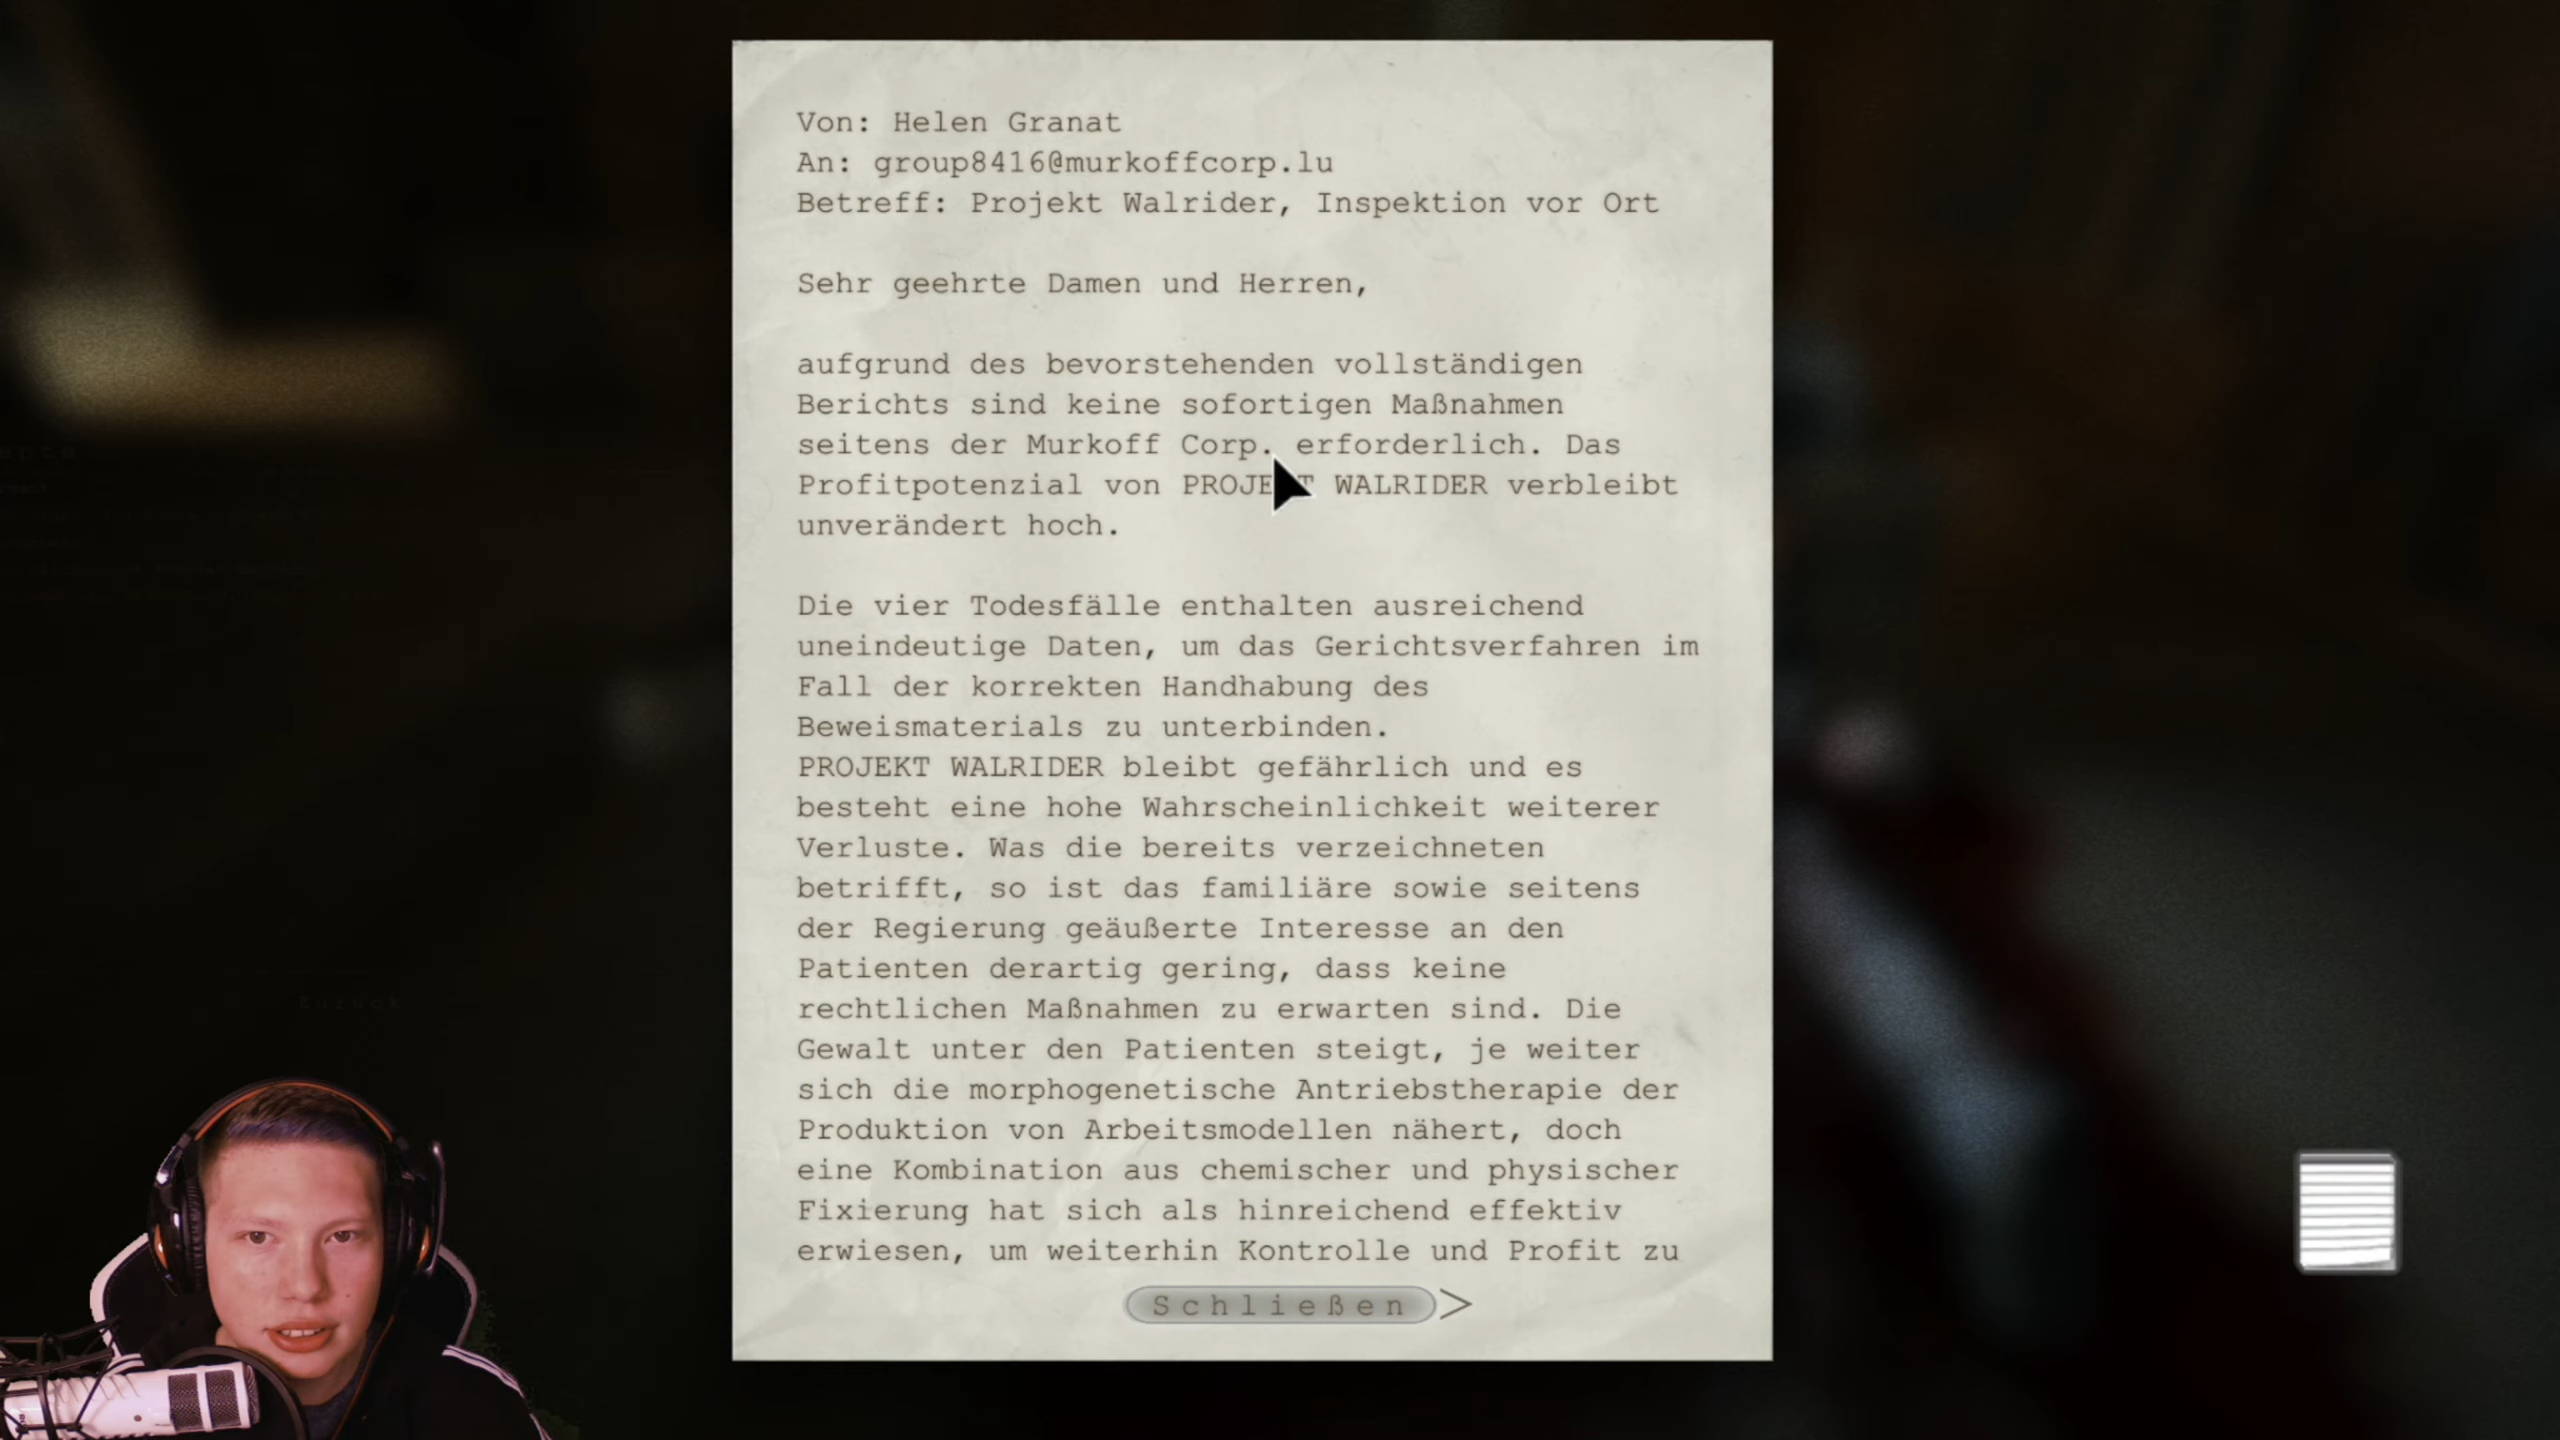 Von: Helen Granat
An: group8416@murkoffcorp.lu
Betreff: Projekt Walrider, Inspektion vor Ort
Sehr geehrte Damen und Herren,
aufgrund des bevorstehenden vollständigen
Berichts sind keine sofortigen Maßnahmen
seitens der Murkoff Corp. erforderlich. Das
Profitpotenzial von PROJEKT WALRIDER verbleibt
unverändert hoch.
Die vier Todesfälle enthalten ausreichend
uneindeutige Daten, um das Gerichtsverfahren im
Fall der korrekten Handhabung des
Beweismaterials zu unterbinden.
PROJEKT WALRIDER bleibt gefährlich und es
besteht eine hohe Wahrscheinlichkeit weiterer
Verluste. Was die bereits verzeichneten
betrifft, so ist das familiäre sowie seitens
der Regierung geäußerte Interesse an den
Patienten derartig gering, dass keine
rechtlichen Maßnahmen zu erwarten sind. Die
Gewalt unter den Patienten steigt, je weiter
sich die morphogenetische Antriebstherapie der
Produktion von Arbeitsmodellen nähert, doch
eine Kombination aus chemischer und physischer
Fixierung hat sich als hinreichend effektiv
erwiesen, um weiterhin Kontrolle und Profit zu
Schließen >
Zurück